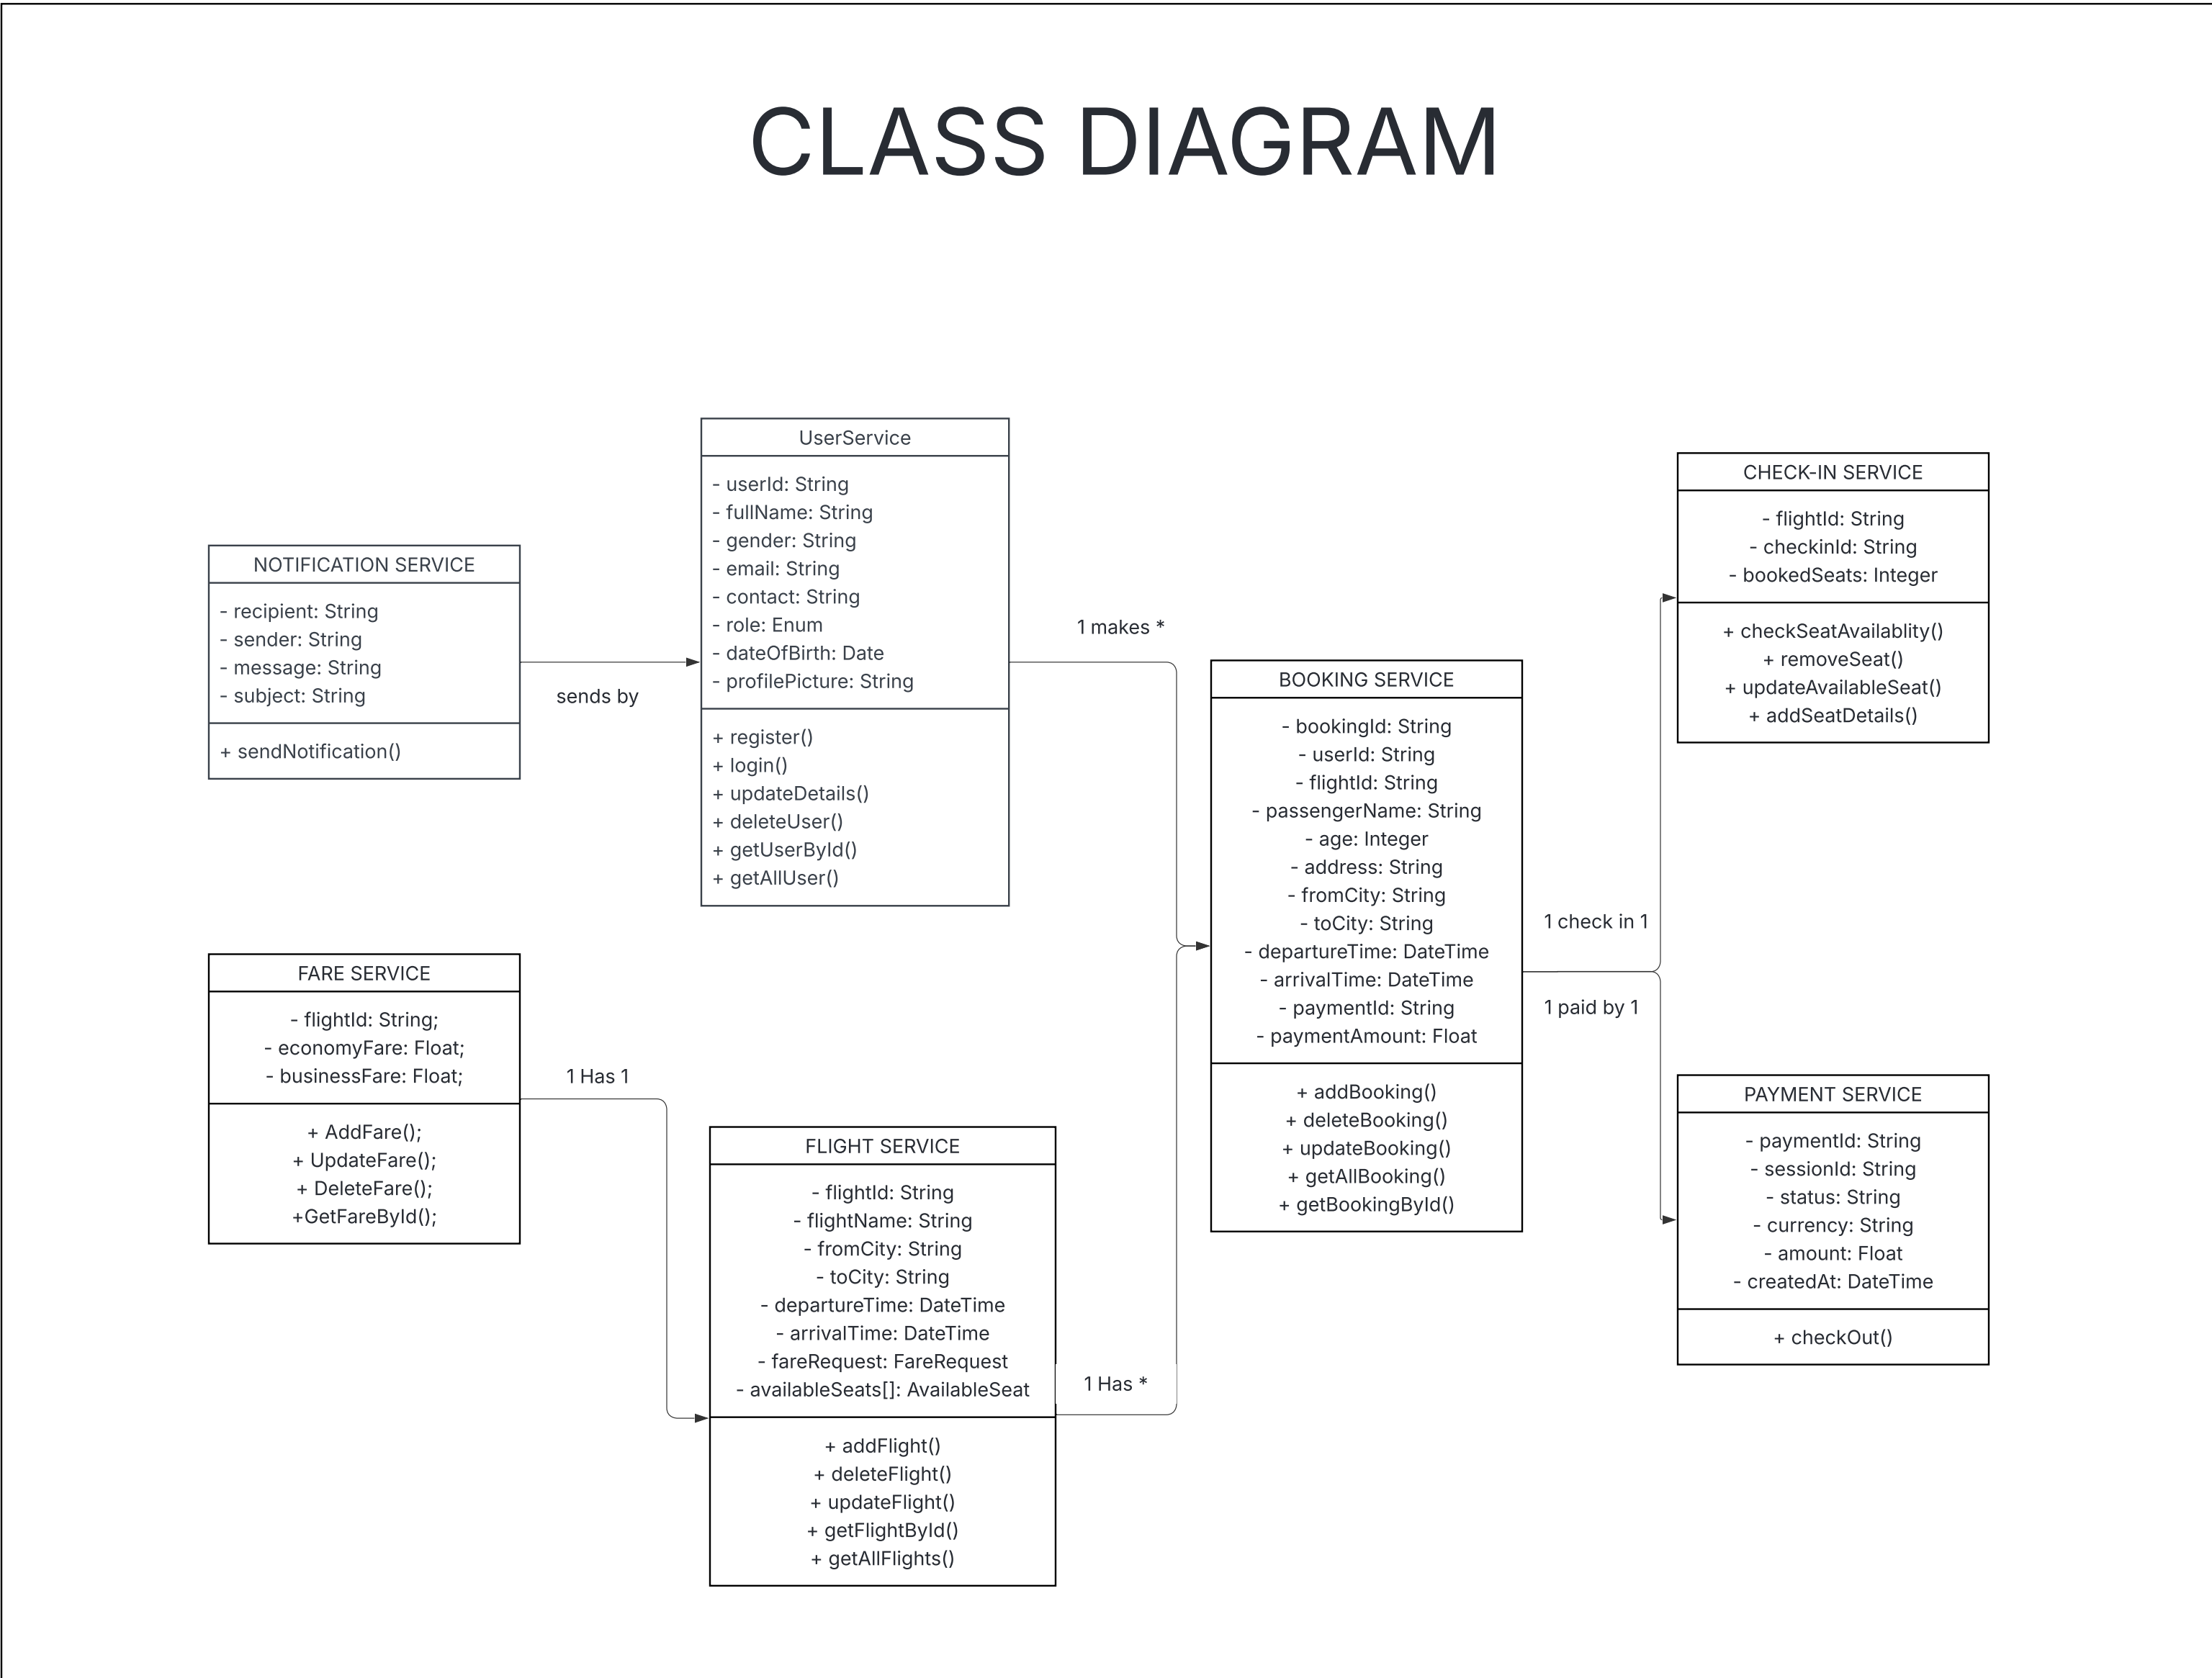 CLASS DIAGRAM
NOTIFICATION SERVICE
- recipient: String
- sender: String
- message: String
- subject: String
+ sendNotification()
sends by
UserService
- userId: String
- fullName: String
- gender: String
- email: String
- contact: String
- role: Enum
- dateOfBirth: Date
- profilePicture: String
+ register()
+ login()
+ updateDetails()
+ deleteUser()
+ getUserById()
+ getAllUser()
1 makes *
FARE SERVICE
- flightId: String;
- economyFare: Float;
- businessFare: Float;
+ AddFare();
+ UpdateFare();
+ DeleteFare();
+GetFareById();
1 Has 1
FLIGHT SERVICE
- flightId: String
- flightName: String
- fromCity: String
- toCity: String
- departureTime: DateTime
- arrivalTime: DateTime
- fareRequest: FareRequest
- availableSeats[]: AvailableSeat
+ addFlight()
+ deleteFlight()
+ updateFlight()
+ getFlightById()
+ getAllFlights()
1 Has *
BOOKING SERVICE
- bookingId: String
- userId: String
- flightId: String
- passengerName: String
- age: Integer
- address: String
- fromCity: String
- toCity: String
- departureTime: DateTime
- arrivalTime: DateTime
- paymentId: String
- paymentAmount: Float
+ addBooking()
+ deleteBooking()
+ updateBooking()
+ getAllBooking()
+ getBookingById()
1 check in 1
1 paid by 1
CHECK-IN SERVICE
- flightId: String
- checkinId: String
- bookedSeats: Integer
+ checkSeatAvailablity()
+ removeSeat()
+ updateAvailableSeat()
+ addSeatDetails()
PAYMENT SERVICE
- paymentId: String
- sessionId: String
- status: String
- currency: String
- amount: Float
- createdAt: DateTime
+ checkOut()